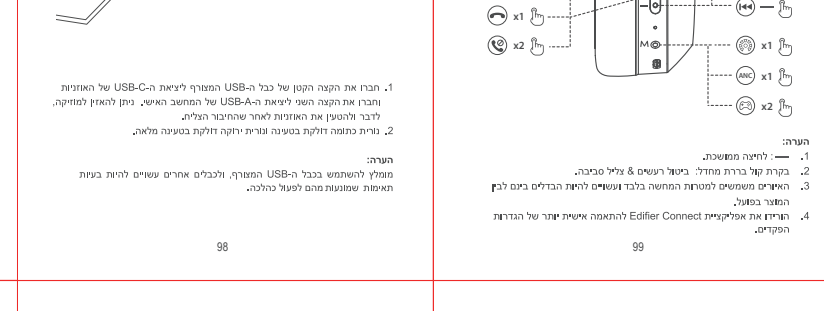 1. חברו את הקצה הקטן של כבל ה-USB המצורף ליציאת ה-USB-C של האוזניות
וחברו את הקצה השני ליציאת ה-USB-A של המחשב האישי. ניתן להאזין למוזיקה,
לדבר ולהטעין את האוזניות לאחר שהחיבור הצליח.
2. נורית כתומה דולקת בטעינה ונורית ירוקה דולקת בטעינה מלאה.
הערה:
מומלץ להשתמש בכבל ה-USB המצורף, ולכבלים אחרים עשויים להיות בעיות
תאימות שמונעות מהם לפעול כהלכה.
98
x1
x2
M
x1
ANC x1
x2
הערה:
1. — : לחיצה ממושכת.
2. בקרת קול בררת מחדל: ביטול רעשים & צליל סביבה.
3. האיורים משמשים למטרות המחשה בלבד ועשויים להיות הבדלים בינם לבין
המוצר בפועל.
4. הורידו את אפליקציית Edifier Connect להתאמה אישית יותר של הגדרות
הפקדים.
99